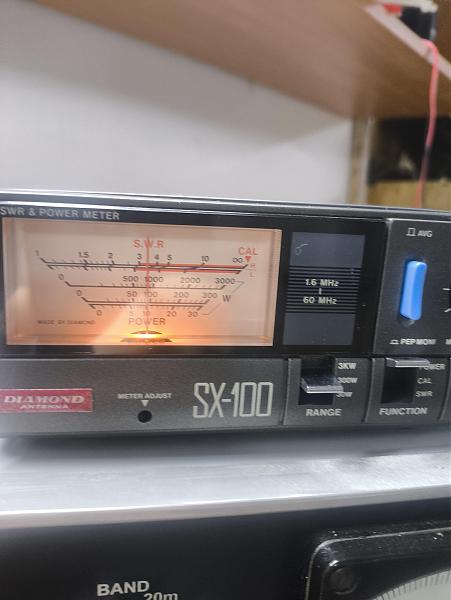 SWR & POWER METER
S.W.R
CAL
1 1.5 2 3 4 5 10 ∞
H
L
0 500 1000 2000 3000
0 50 100 200 300 W
0 5 10 20 30
MADE BY DIAMOND
POWER
1.6 MHz
60 MHz
AVG
PEP MONI
DIAMOND
ANTENNA
METER ADJUST
SX-100
3KW
300W
30W
RANGE
POWER
CAL
SWR
FUNCTION
BAND
20m